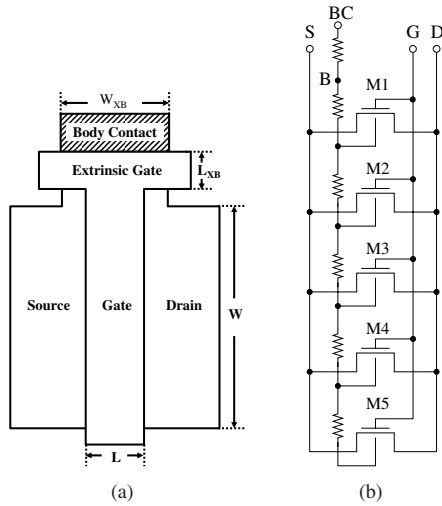 W_XB
Body Contact
Extrinsic Gate
L_XB
Source
Gate
Drain
W
L
(a)
BC
S
G
D
B
M1
M2
M3
M4
M5
(b)